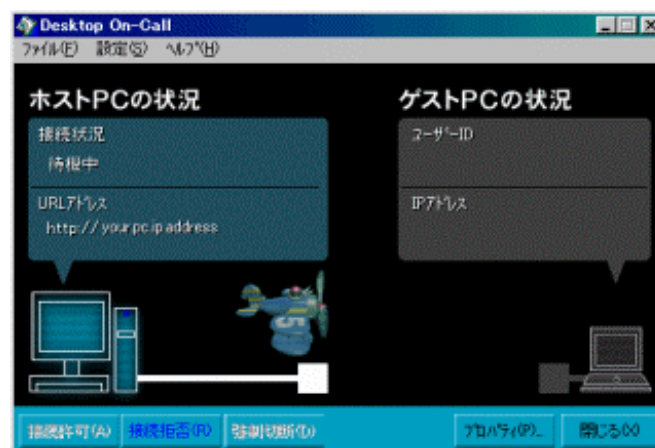 Desktop On-Call
ファイル(F) 設定(S) ヘルプ(H)
ホストPCの状況
ゲストPCの状況
接続状況
待機中
URLアドレス
http://your.pc.ip.address
ユーザーID
IPアドレス
5
接続許可(A) 接続拒否(R) 強制切断(D) プロパティ(P)... 閉じる(X)